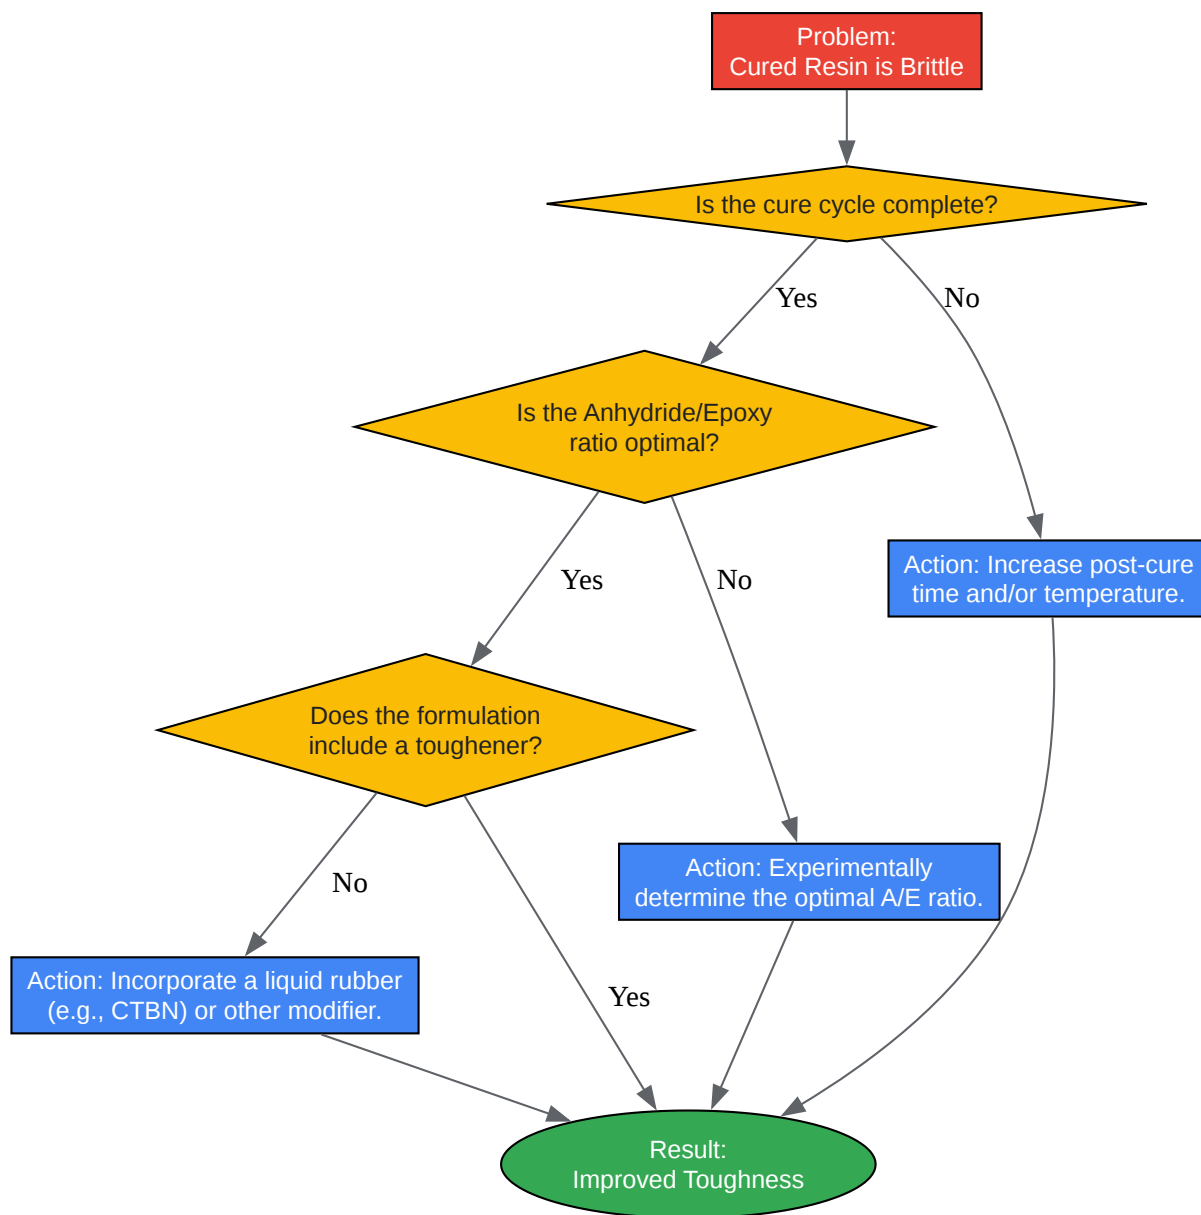 Problem:
Cured Resin is Brittle
Is the cure cycle complete?
Yes
No
Is the Anhydride/Epoxy
ratio optimal?
Yes
No
Action: Increase post-cure
time and/or temperature.
Does the formulation
include a toughener?
No
Yes
Action: Experimentally
determine the optimal A/E ratio.
Action: Incorporate a liquid rubber
(e.g., CTBN) or other modifier.
Result:
Improved Toughness